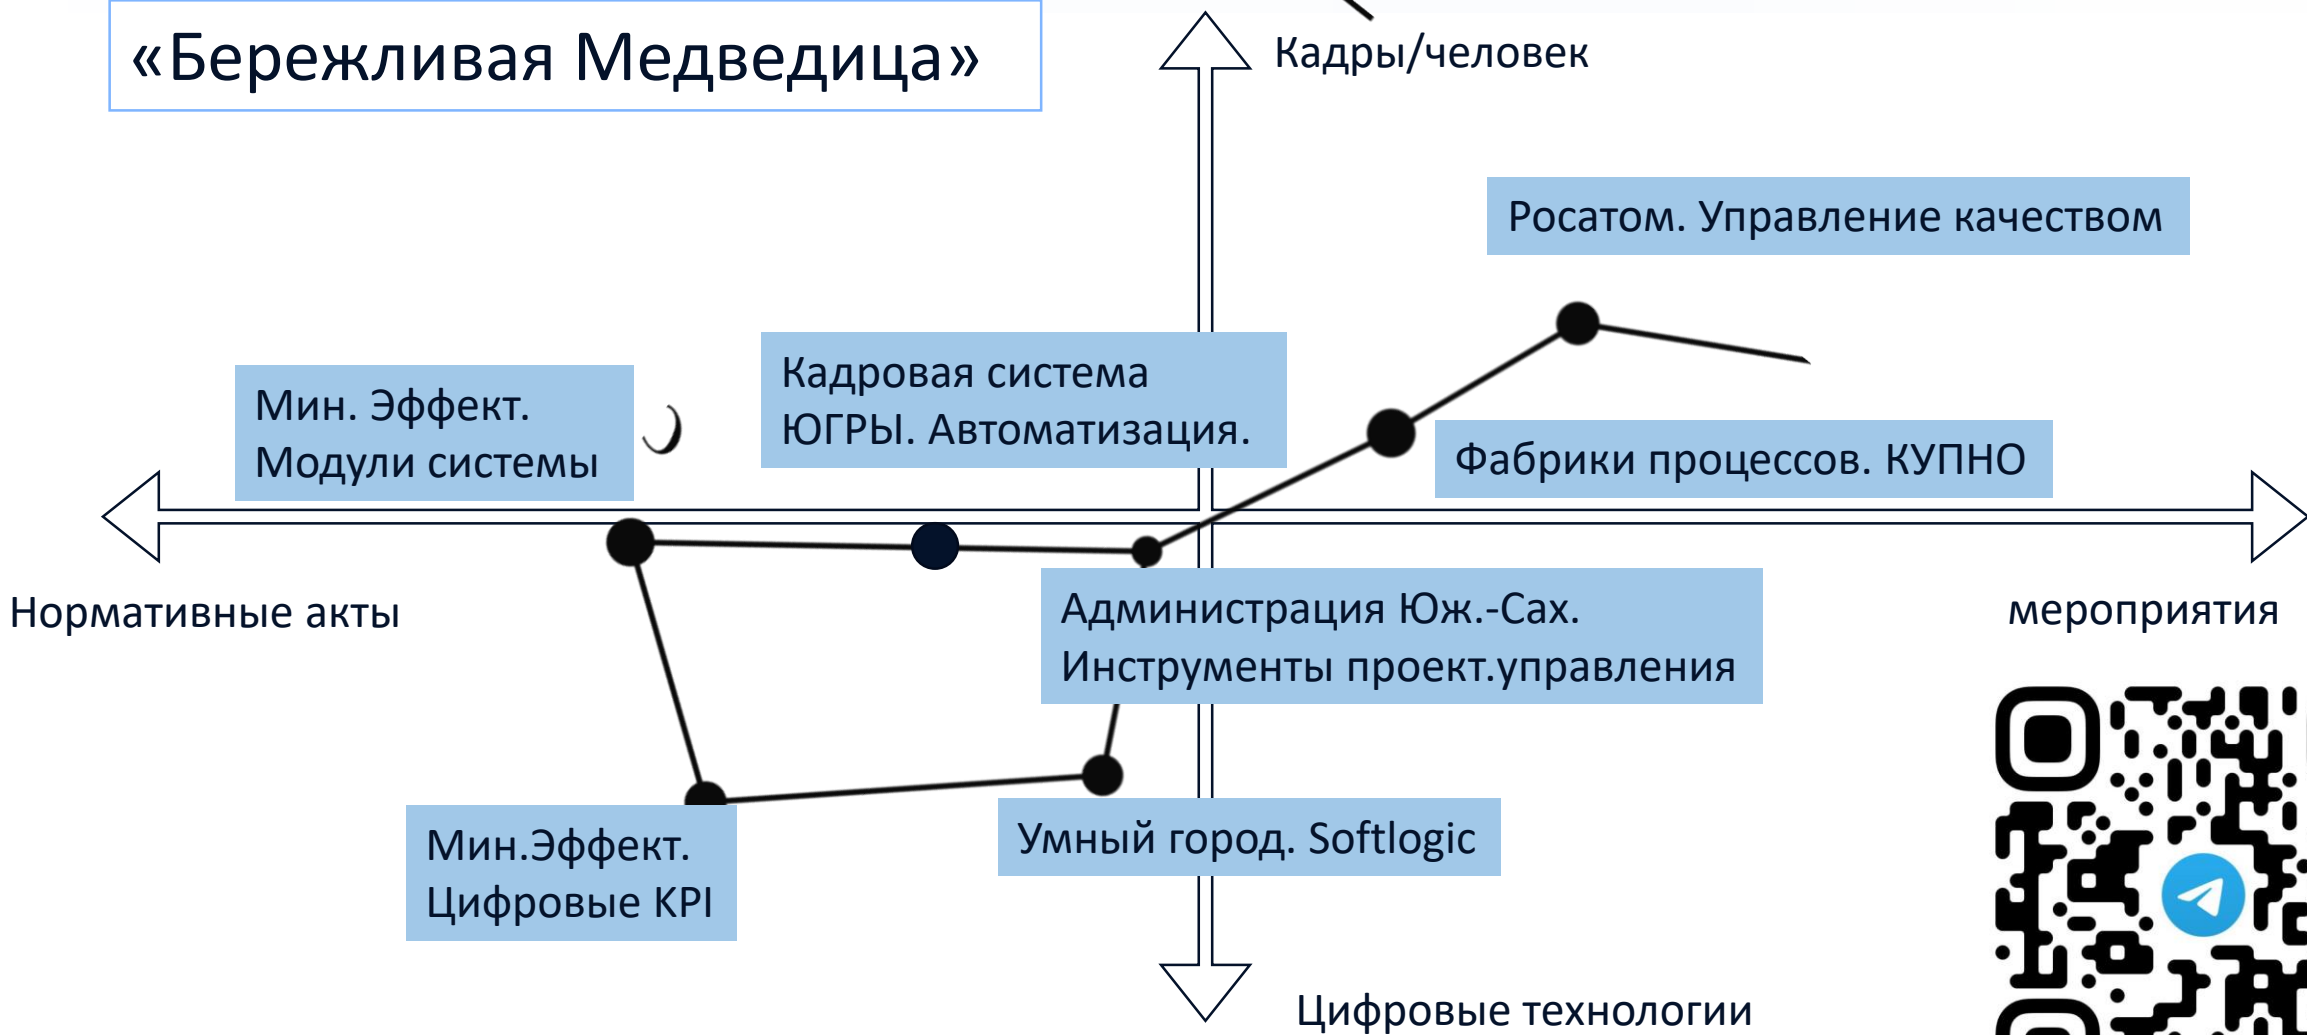 «Бережливая Медведица»
Кадры/человек
Росатом. Управление качеством
Кадровая система
ЮГРЫ. Автоматизация.
Мин. Эффект.
Модули системы
Фабрики процессов. КУПНО
Нормативные акты
Администрация Юж.-Сах.
Инструменты проект.управления
мероприятия
Умный город. Softlogic
Мин.Эффект.
Цифровые KPI
Цифровые технологии